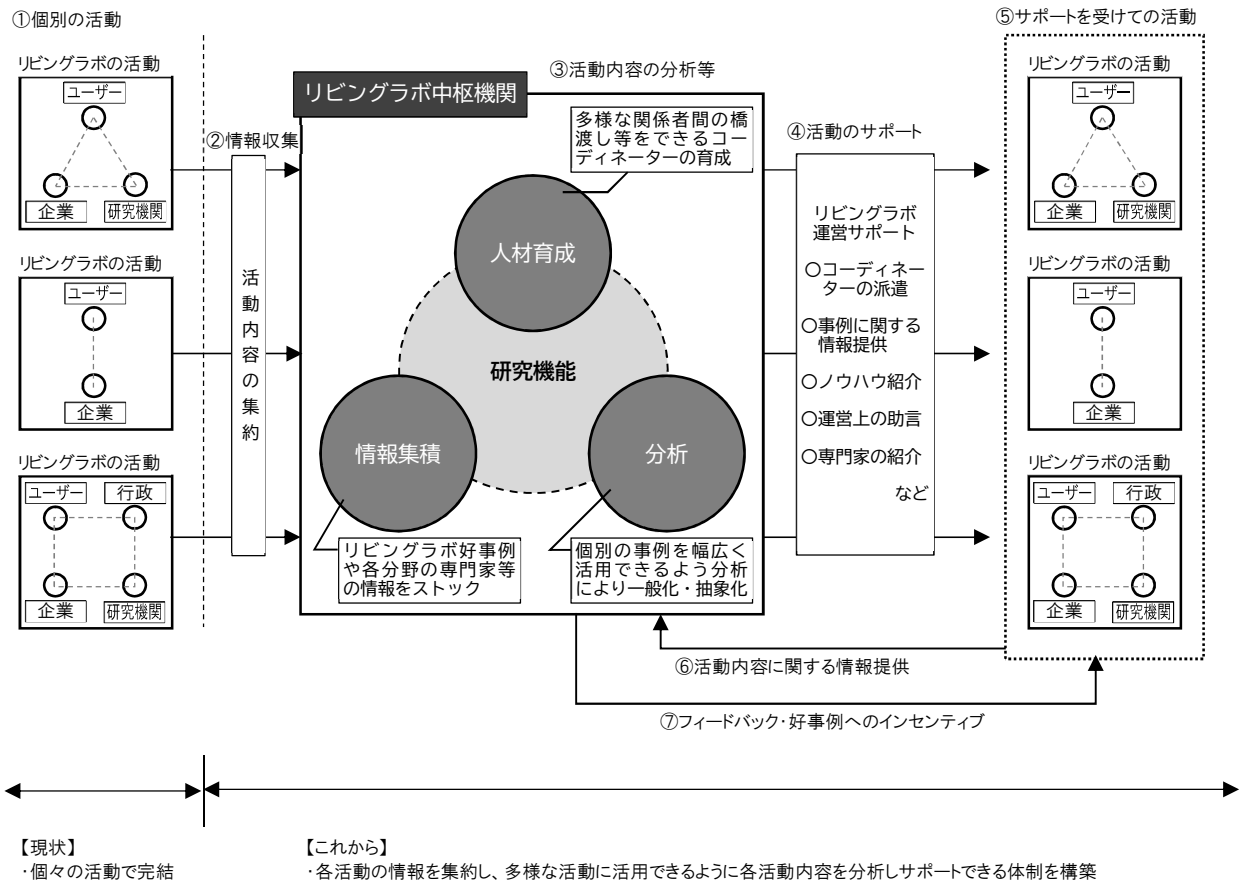 ①個別の活動
リビングラボの活動
ユーザー
企業
研究機関
リビングラボの活動
ユーザー
企業
リビングラボの活動
ユーザー
行政
企業
研究機関
②情報収集
活動内容の集約
リビングラボ中枢機関
③活動内容の分析等
多様な関係者間の橋
渡し等をできるコー
ディネーターの育成
人材育成
研究機能
情報集積
分析
リビングラボ好事例
や各分野の専門家等
の情報をストック
個別の事例を幅広く
活用できるよう分析
により一般化・抽象化
④活動のサポート
リビングラボ
運営サポート
○コーディネー
ターの派遣
○事例に関する
情報提供
○ノウハウ紹介
○運営上の助言
○専門家の紹介
など
⑤サポートを受けての活動
リビングラボの活動
ユーザー
企業
研究機関
リビングラボの活動
ユーザー
企業
リビングラボの活動
ユーザー
行政
企業
研究機関
⑥活動内容に関する情報提供
⑦フィードバック・好事例へのインセンティブ
【現状】
・個々の活動で完結
【これから】
・各活動の情報を集約し、多様な活動に活用できるように各活動内容を分析しサポートできる体制を構築